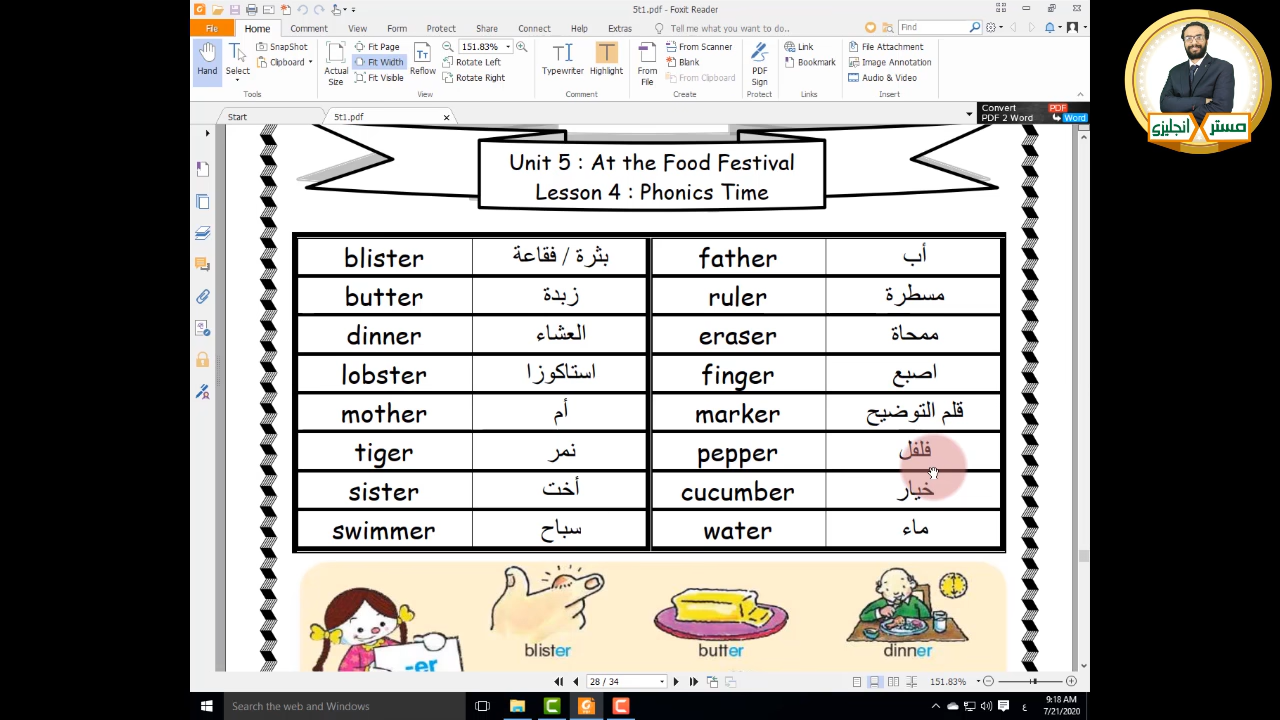 5t1.pdf - Foxit Reader
File Home Comment View Form Protect Share Connect Help Extras Tell me what you want to do.. Find
Hand
Select
SnapShot
Clipboard
Tools
Actual Size
Fit Page
Fit Width
Fit Visible
Reflow
151.83%
Rotate Left
Rotate Right
View
Typewriter
Highlight
Comment
From File
From Scanner
Blank
From Clipboard
Create
PDF Sign
Protect
Link
Bookmark
Links
File Attachment
Image Annotation
Audio & Video
Insert
Start 5t1.pdf
Convert PDF
PDF 2 Word Word
مستر X انجليزي
Unit 5 : At the Food Festival
Lesson 4 : Phonics Time
blister بثرة / فقاعة father أب
butter زبدة ruler مسطرة
dinner العشاء eraser ممحاة
lobster استاكوزا finger اصبع
mother أم marker قلم التوضيح
tiger نمر pepper فلفل
sister أخت cucumber خيار
swimmer سباح water ماء
blister butter dinner
-er
28 / 34 151.83%
Search the web and Windows
ع 9:18 AM
7/21/2020